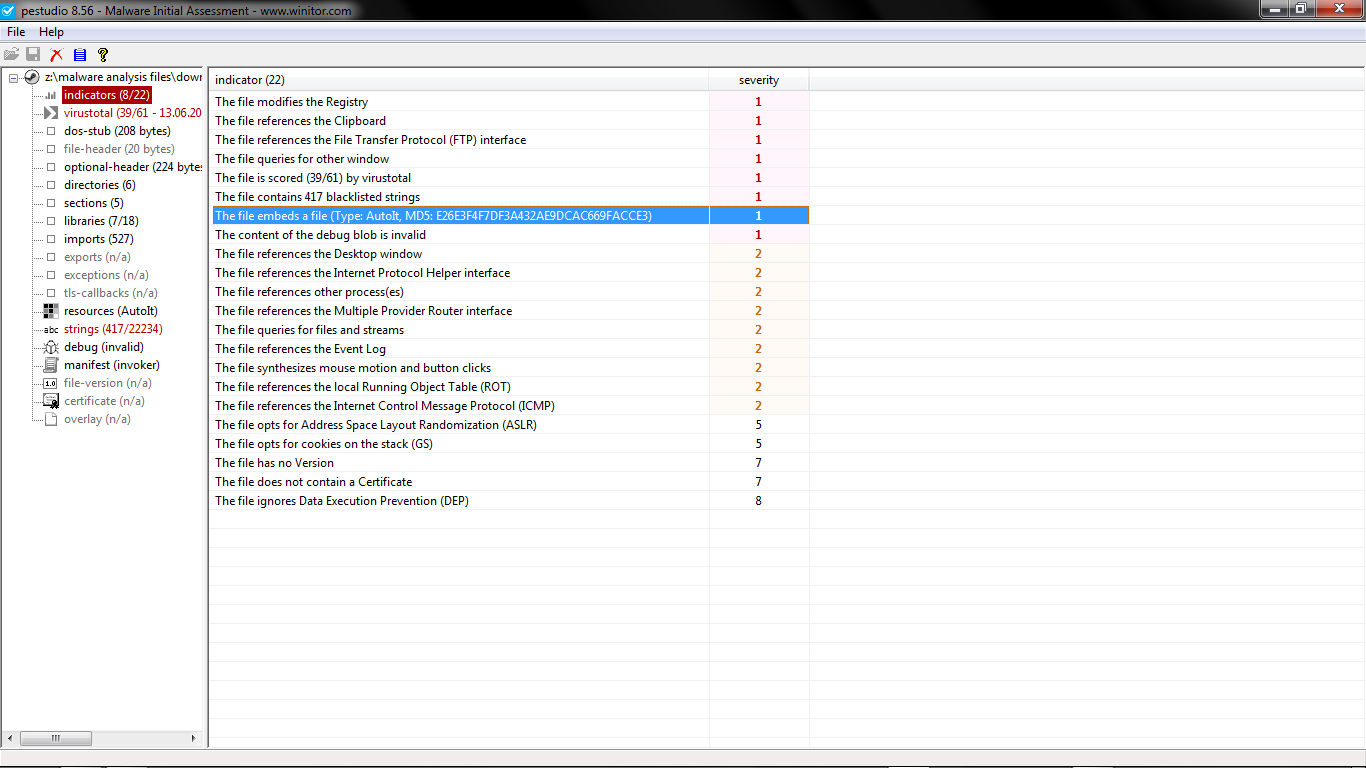 pestudio 8.56 - Malware Initial Assessment - www.winitor.com
File Help
z:\malware analysis files\dowr
indicators (8/22)
virustotal (39/61 - 13.06.20
dos-stub (208 bytes)
file-header (20 bytes)
optional-header (224 bytes
directories (6)
sections (5)
libraries (7/18)
imports (527)
exports (n/a)
exceptions (n/a)
tls-callbacks (n/a)
resources (AutoIt)
abc strings (417/22234)
debug (invalid)
manifest (invoker)
1.0 file-version (n/a)
certificate (n/a)
overlay (n/a)
indicator (22) severity
The file modifies the Registry 1
The file references the Clipboard 1
The file references the File Transfer Protocol (FTP) interface 1
The file queries for other window 1
The file is scored (39/61) by virustotal 1
The file contains 417 blacklisted strings 1
The file embeds a file (Type: AutoIt, MD5: E26E3F4F7DF3A432AE9DCAC669FACCE3) 1
The content of the debug blob is invalid 1
The file references the Desktop window 2
The file references the Internet Protocol Helper interface 2
The file references other process(es) 2
The file references the Multiple Provider Router interface 2
The file queries for files and streams 2
The file references the Event Log 2
The file synthesizes mouse motion and button clicks 2
The file references the local Running Object Table (ROT) 2
The file references the Internet Control Message Protocol (ICMP) 2
The file opts for Address Space Layout Randomization (ASLR) 5
The file opts for cookies on the stack (GS) 5
The file has no Version 7
The file does not contain a Certificate 7
The file ignores Data Execution Prevention (DEP) 8